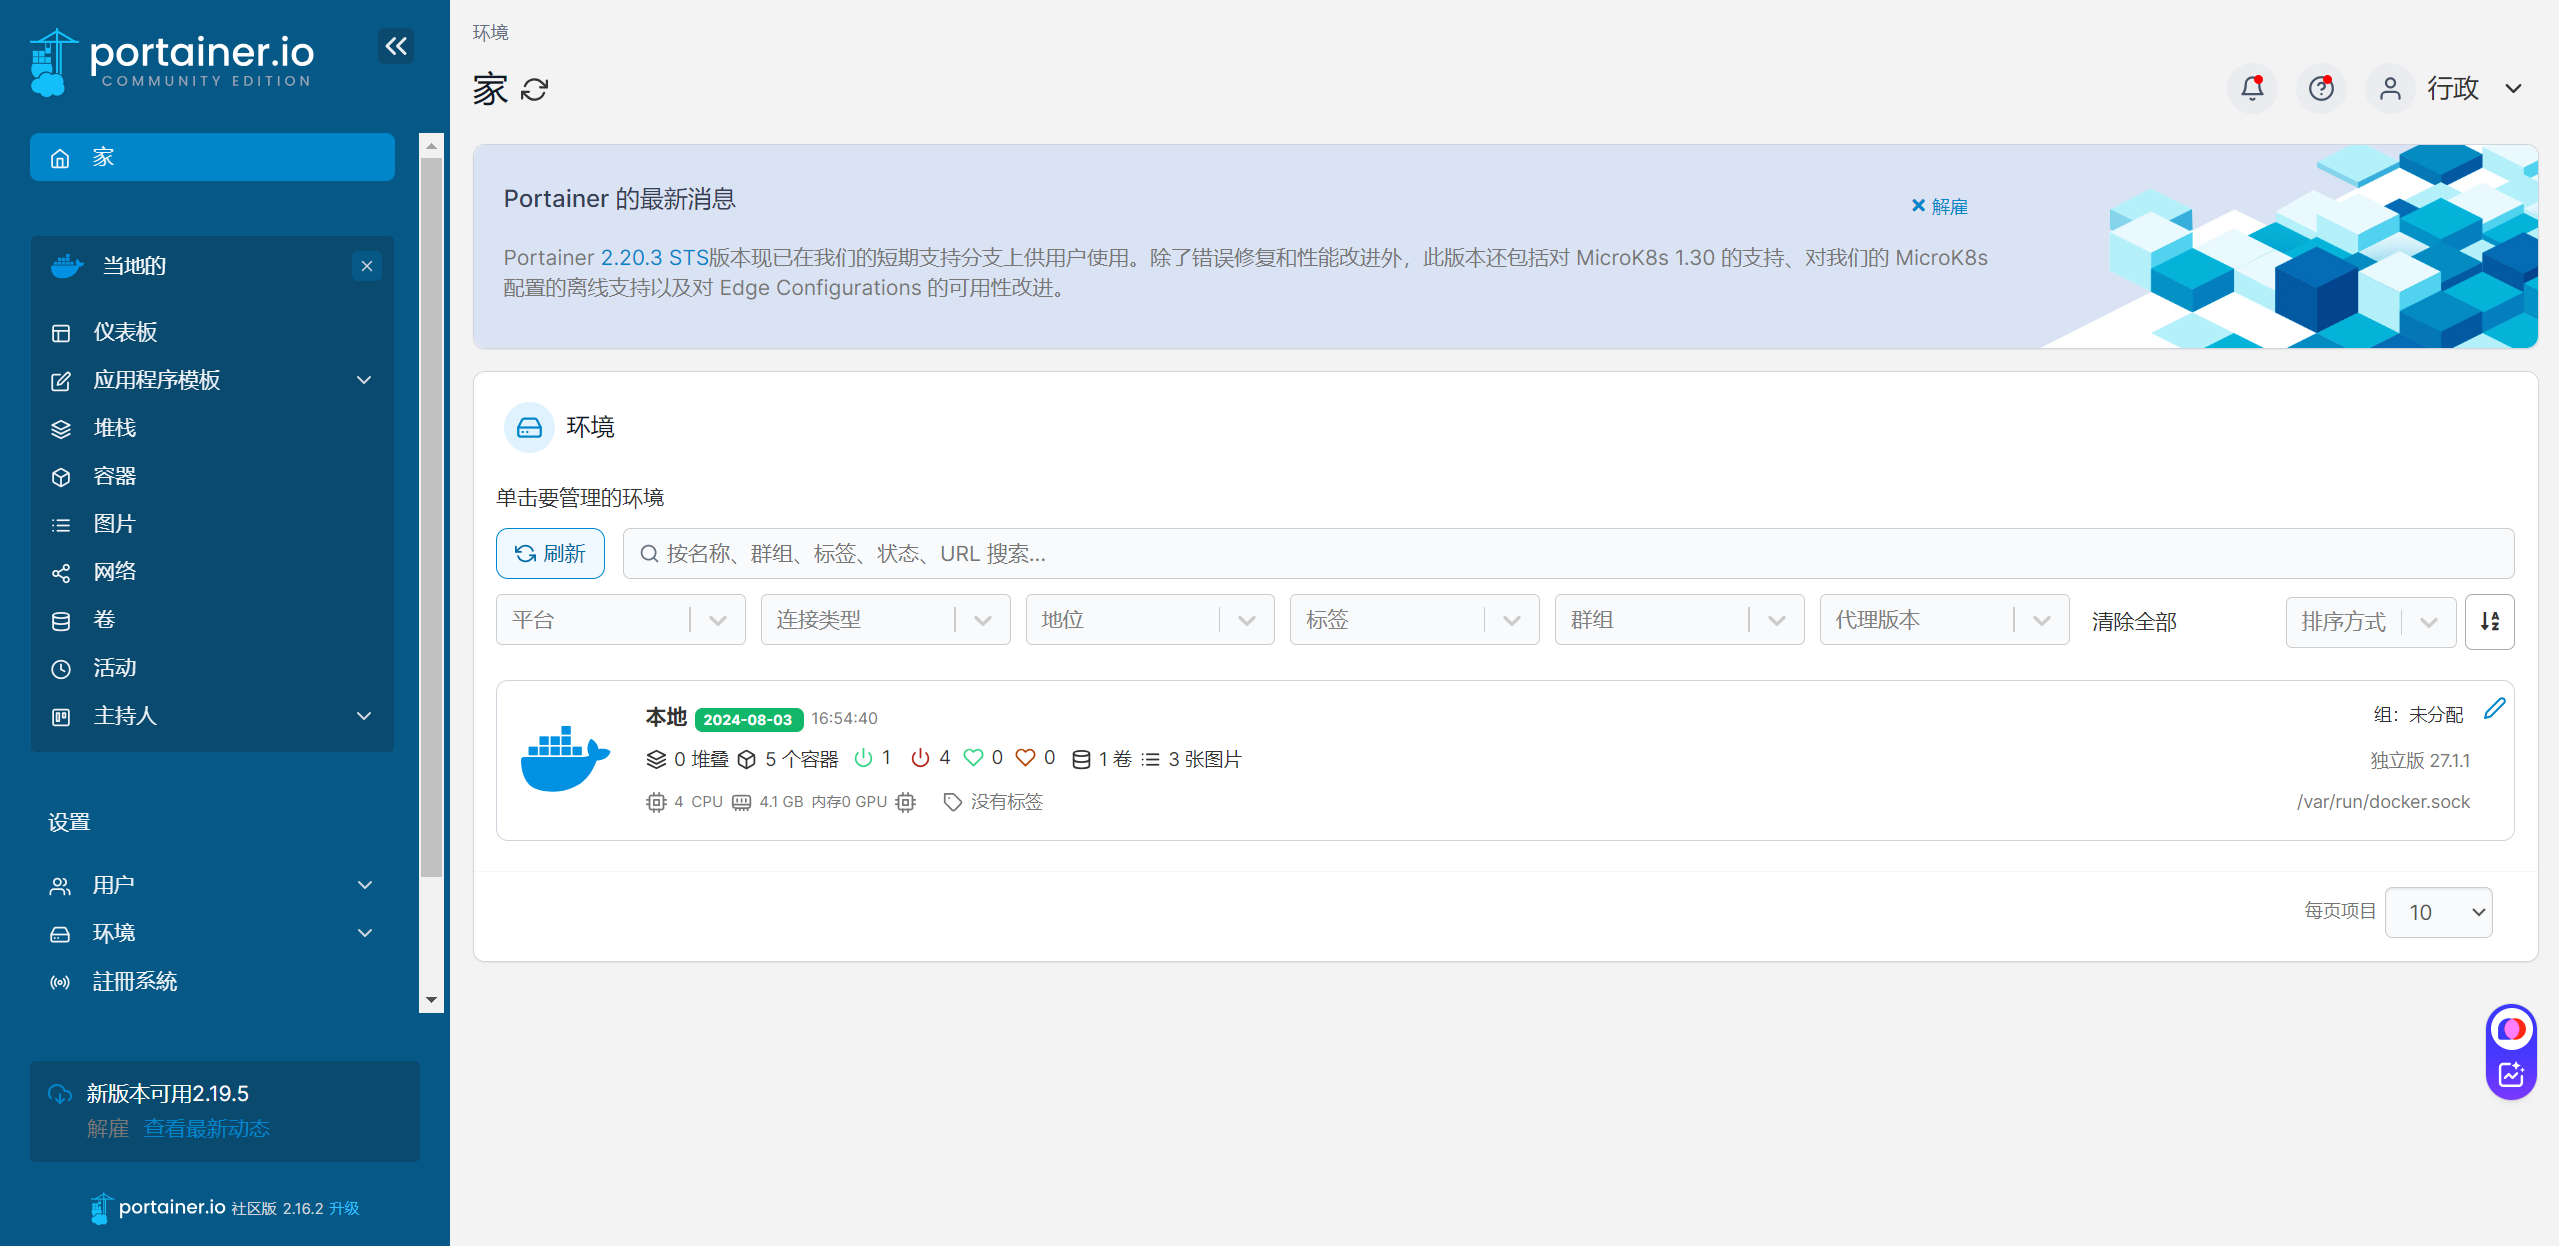 portainer.io
COMMUNITY EDITION
家
当地的
仪表板
应用程序模板
堆栈
容器
图片
网络
卷
活动
主持人
设置
用户
环境
註冊系統
新版本可用2.19.5
解雇 查看最新动态
portainer.io 社区版 2.16.2 升级
环境
家
行政
Portainer 的最新消息
解雇
Portainer 2.20.3 STS版本现已在我们的短期支持分支上供用户使用。除了错误修复和性能改进外，此版本还包括对 MicroK8s 1.30 的支持、对我们的 MicroK8s
配置的离线支持以及对 Edge Configurations 的可用性改进。
环境
单击要管理的环境
刷新 按名称、群组、标签、状态、URL 搜索...
平台 连接类型 地位 标签 群组 代理版本 清除全部 排序方式
本地 2024-08-03 16:54:40 组：未分配
0 堆叠 5 个容器 1 4 0 0 1 卷 3 张图片 独立版 27.1.1
4 CPU 4.1 GB 内存0 GPU 没有标签 /var/run/docker.sock
每页项目 10